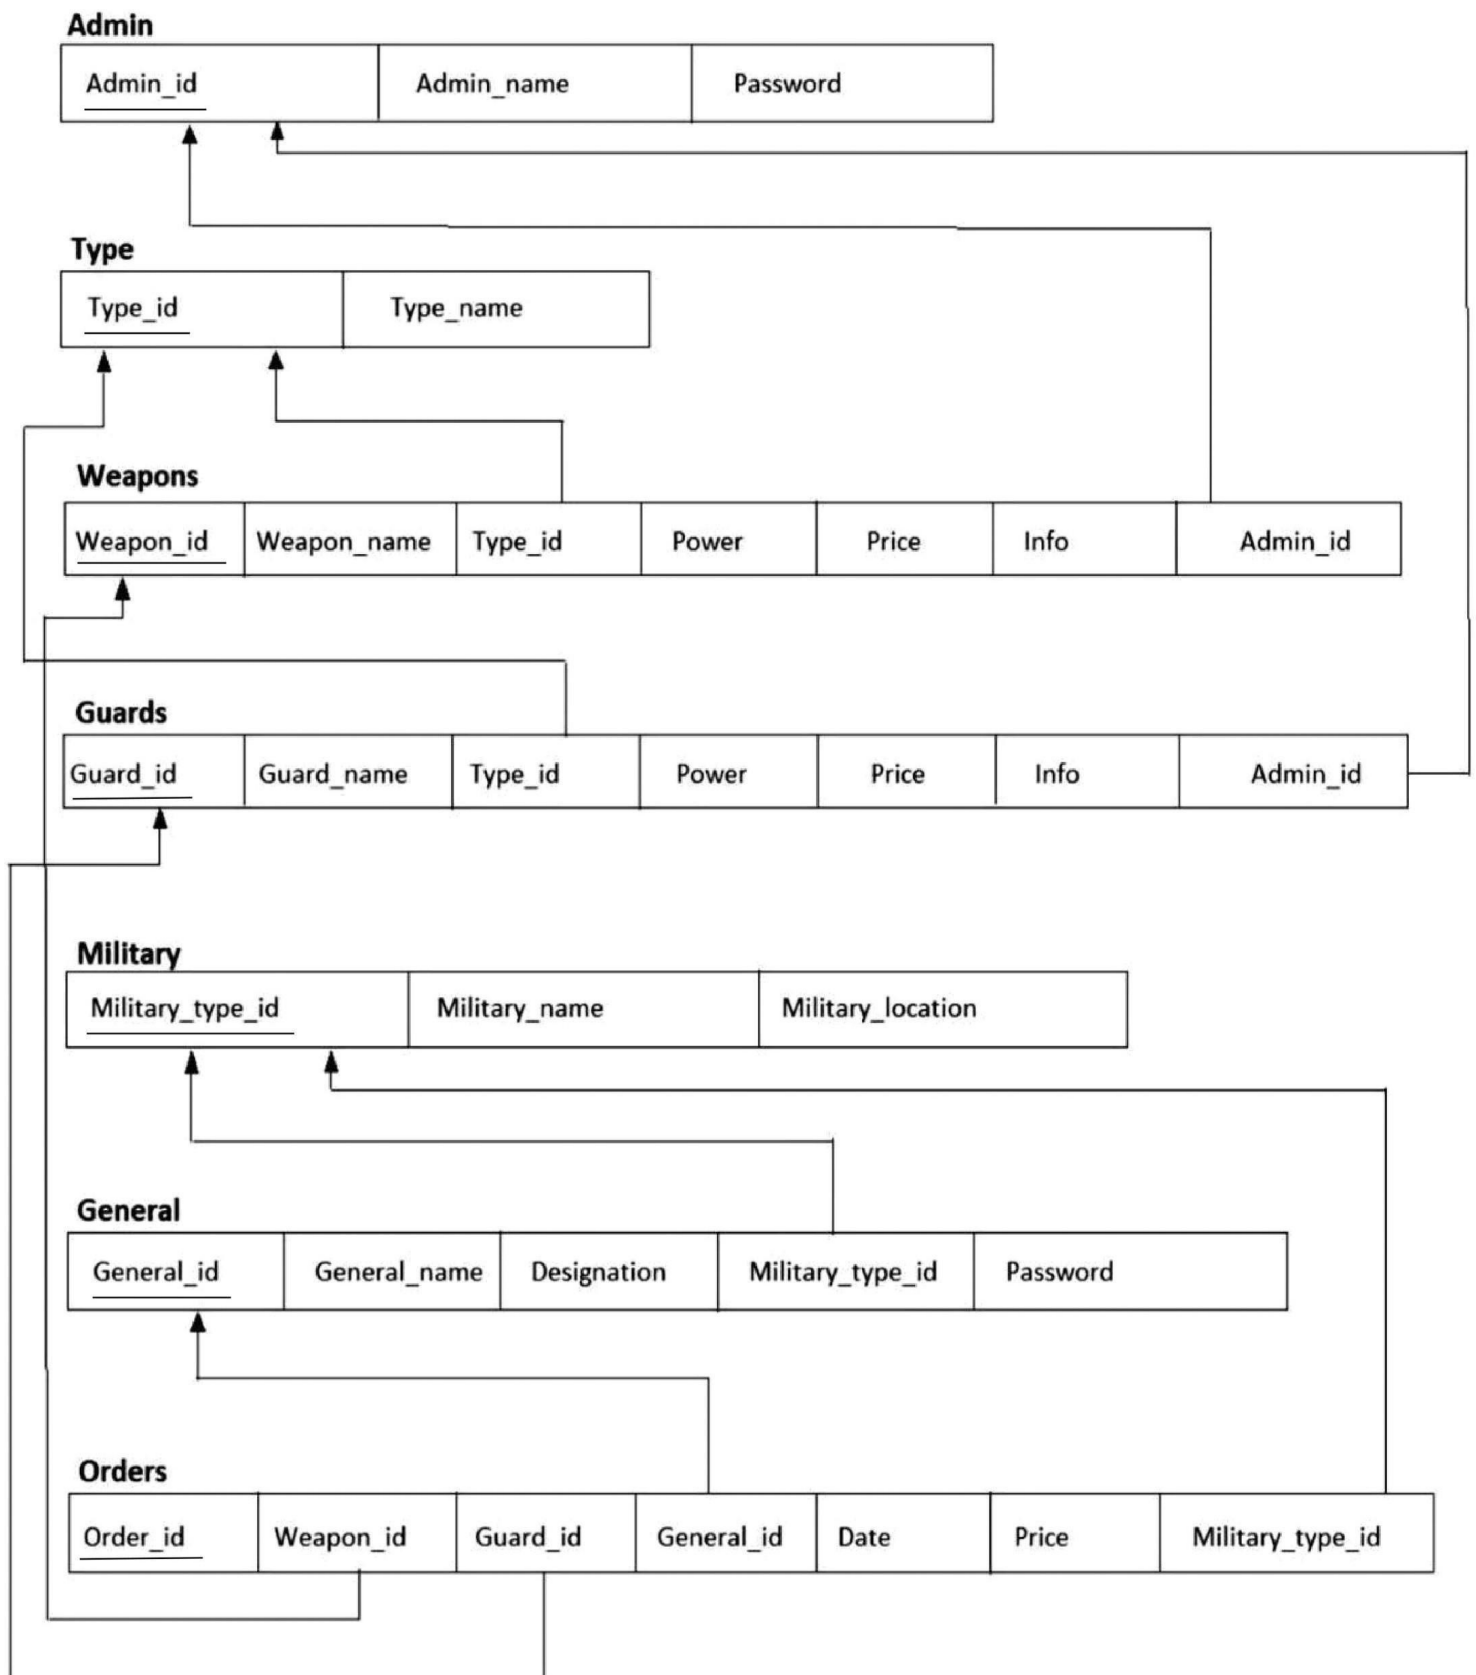 Admin
Admin_id Admin_name Password
Type
Type_id Type_name
Weapons
Weapon_id Weapon_name Type_id Power Price Info Admin_id
Guards
Guard_id Guard_name Type_id Power Price Info Admin_id
Military
Military_type_id Military_name Military_location
General
General_id General_name Designation Military_type_id Password
Orders
Order_id Weapon_id Guard_id General_id Date Price Military_type_id